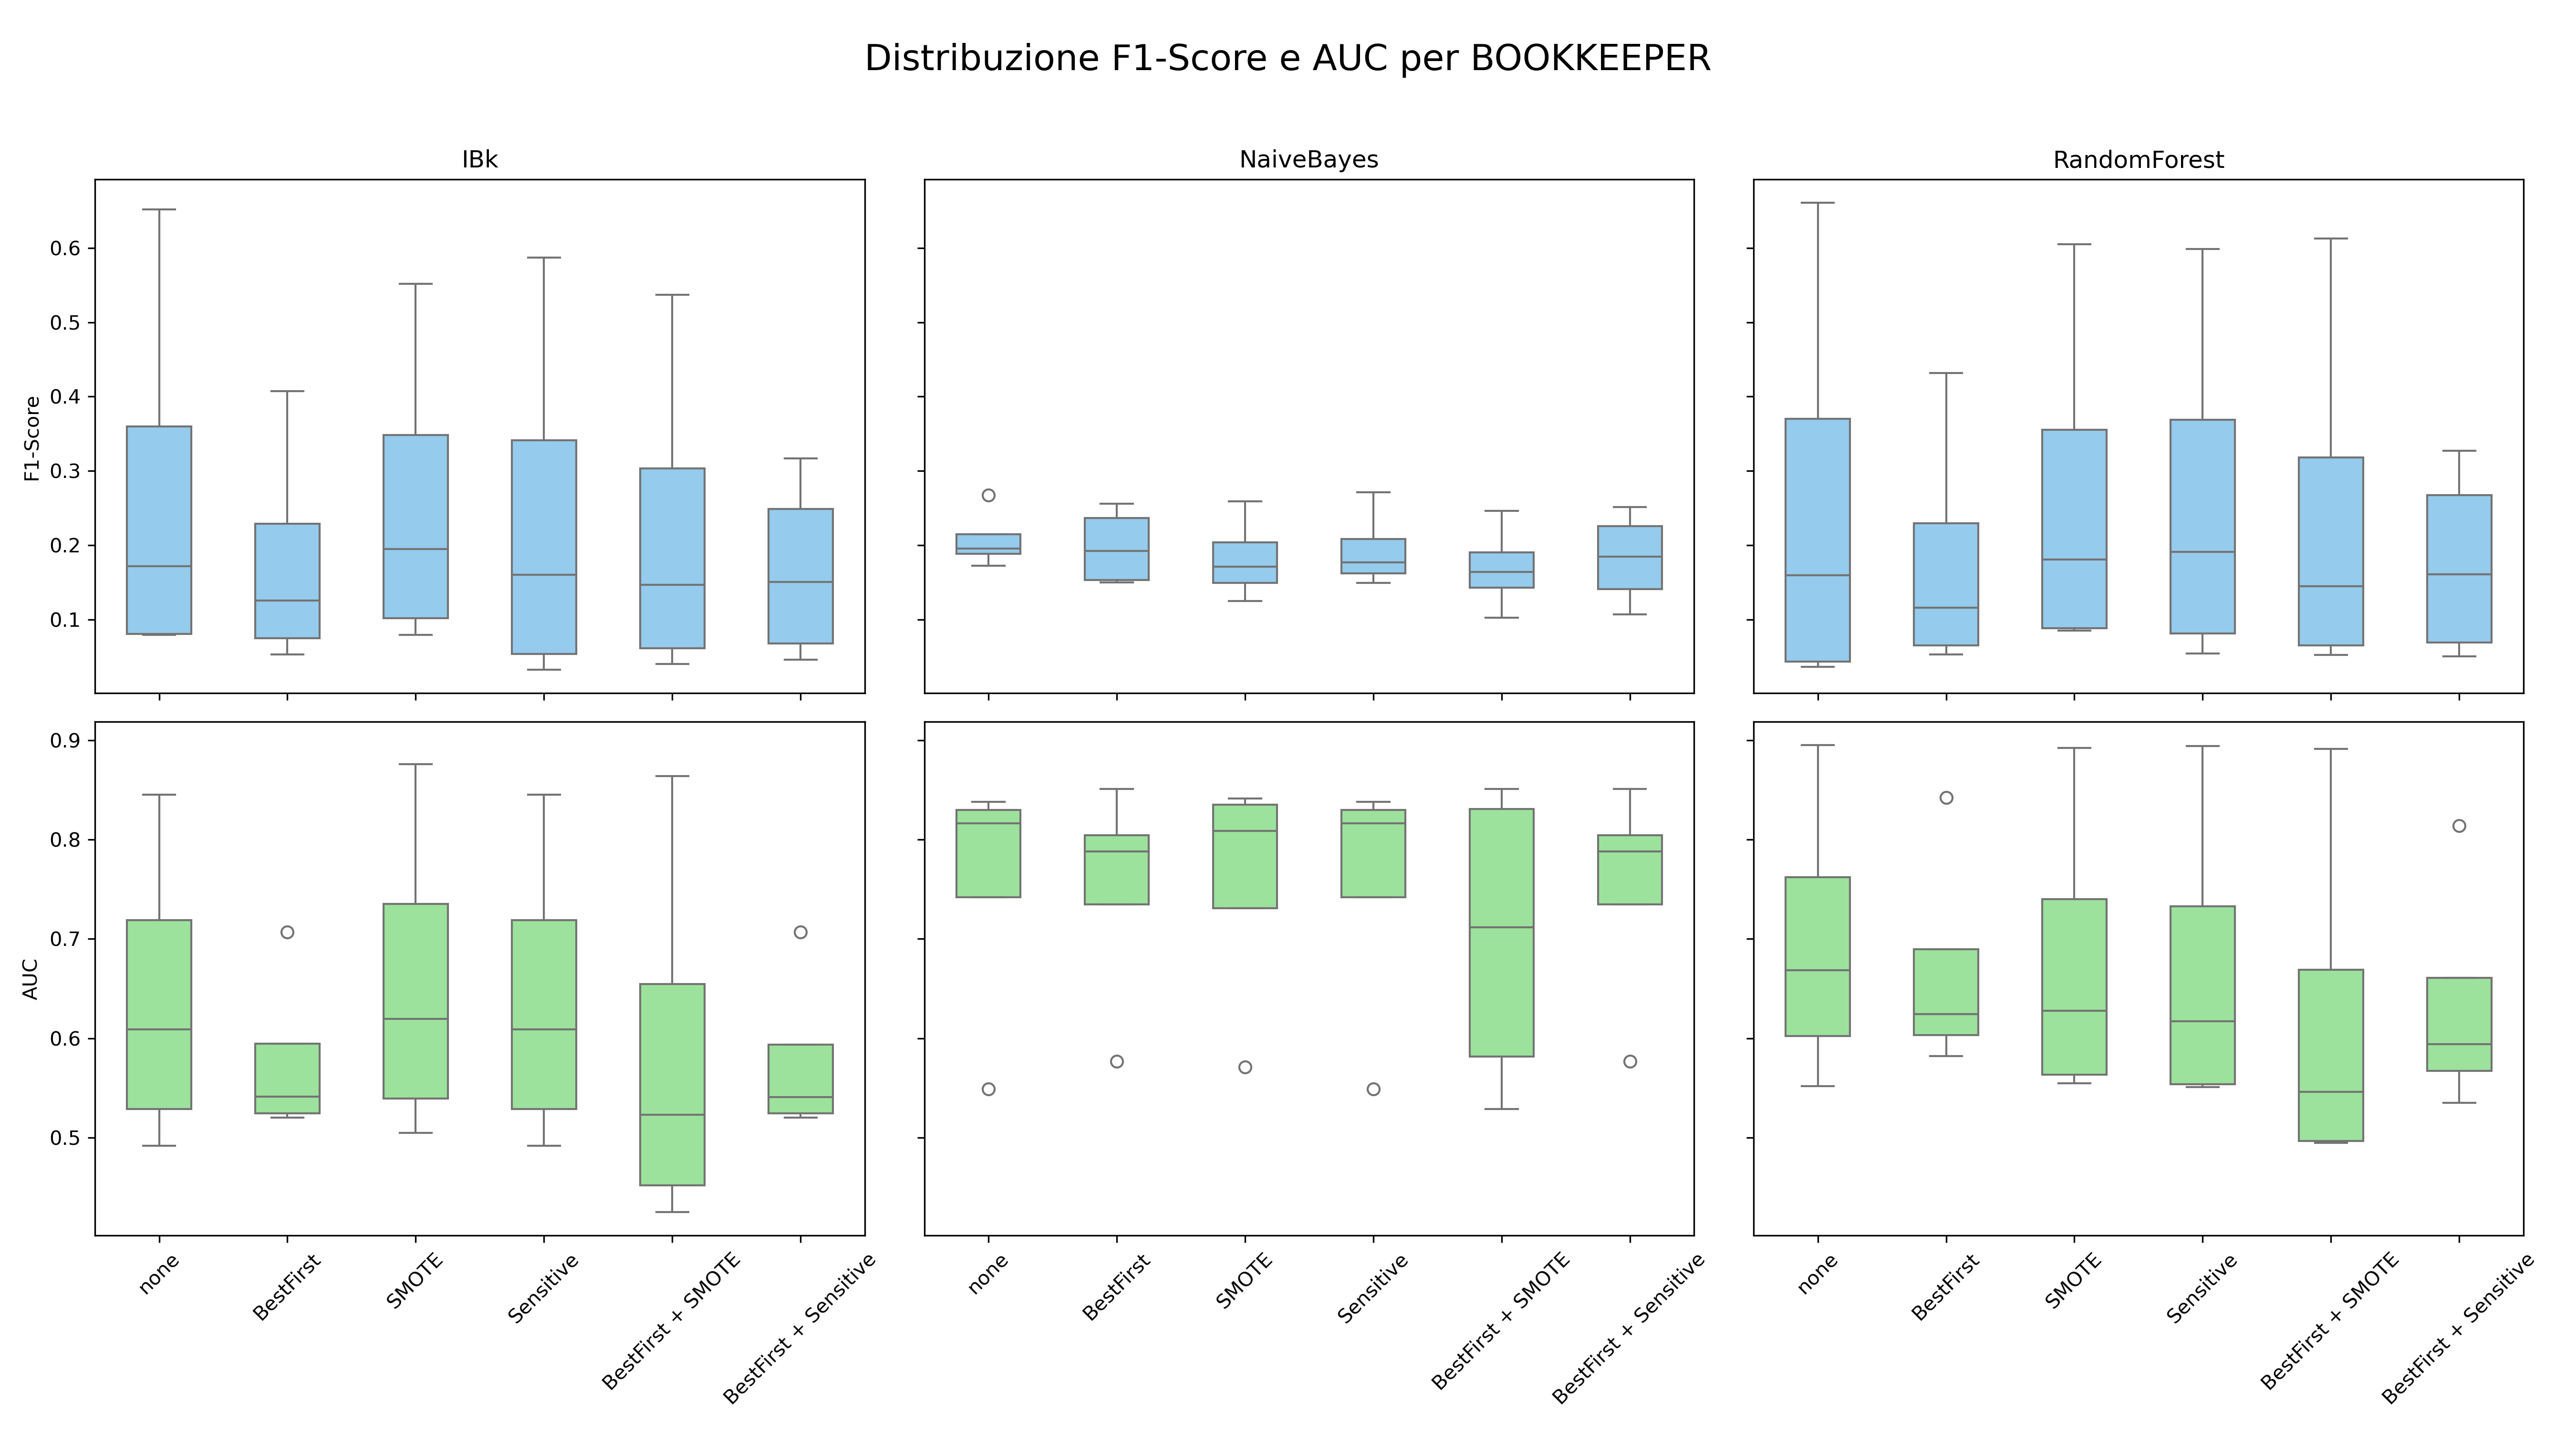 Distribuzione F1-Score e AUC per BOOKKEEPER
IBk
NaiveBayes
RandomForest
F1-Score
0.6
0.5
0.4
0.3
0.2
0.1
AUC
0.9
0.8
0.7
0.6
0.5
none
BestFirst
SMOTE
Sensitive
BestFirst + SMOTE
BestFirst + Sensitive
none
BestFirst
SMOTE
Sensitive
BestFirst + SMOTE
BestFirst + Sensitive
none
BestFirst
SMOTE
Sensitive
BestFirst + SMOTE
BestFirst + Sensitive